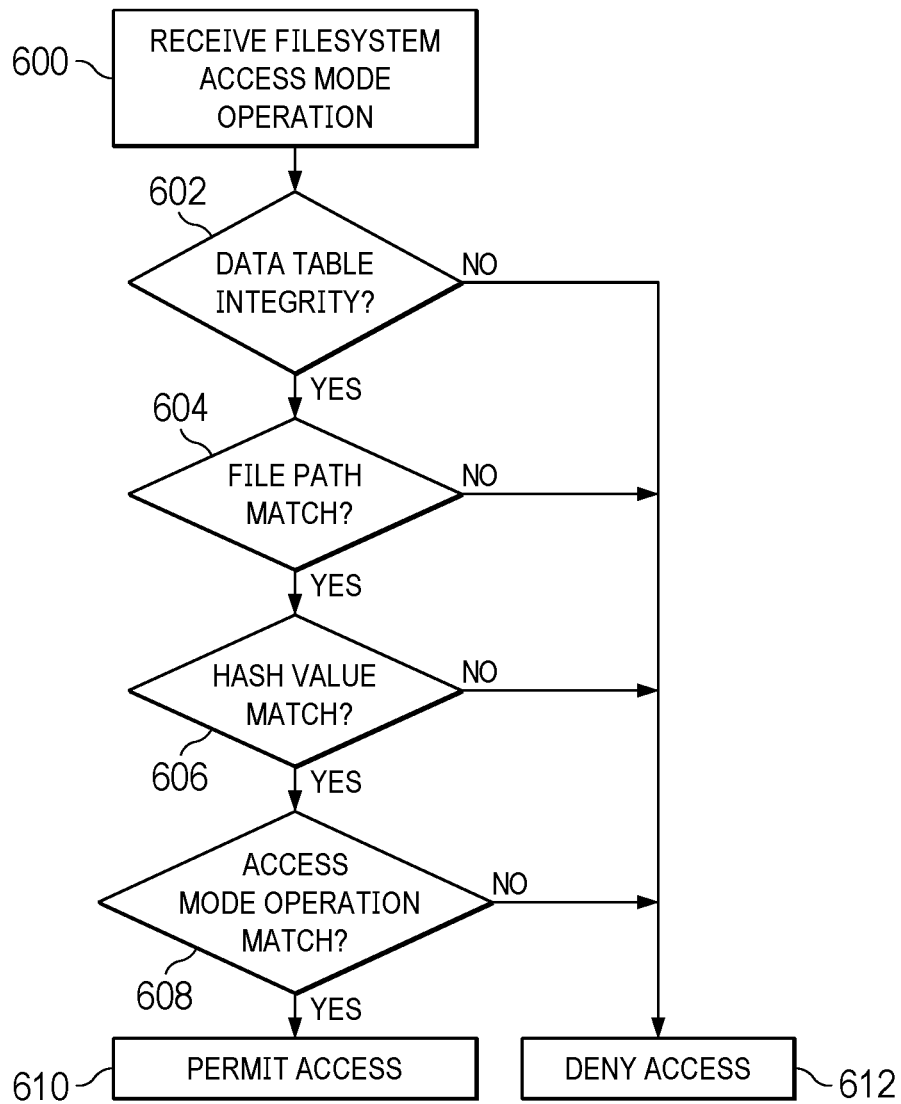 600
RECEIVE FILESYSTEM
ACCESS MODE
OPERATION
602
DATA TABLE
INTEGRITY?
NO
YES
604
FILE PATH
MATCH?
NO
YES
HASH VALUE
MATCH?
NO
606
YES
ACCESS
MODE OPERATION
MATCH?
NO
608
YES
610
PERMIT ACCESS
DENY ACCESS
612